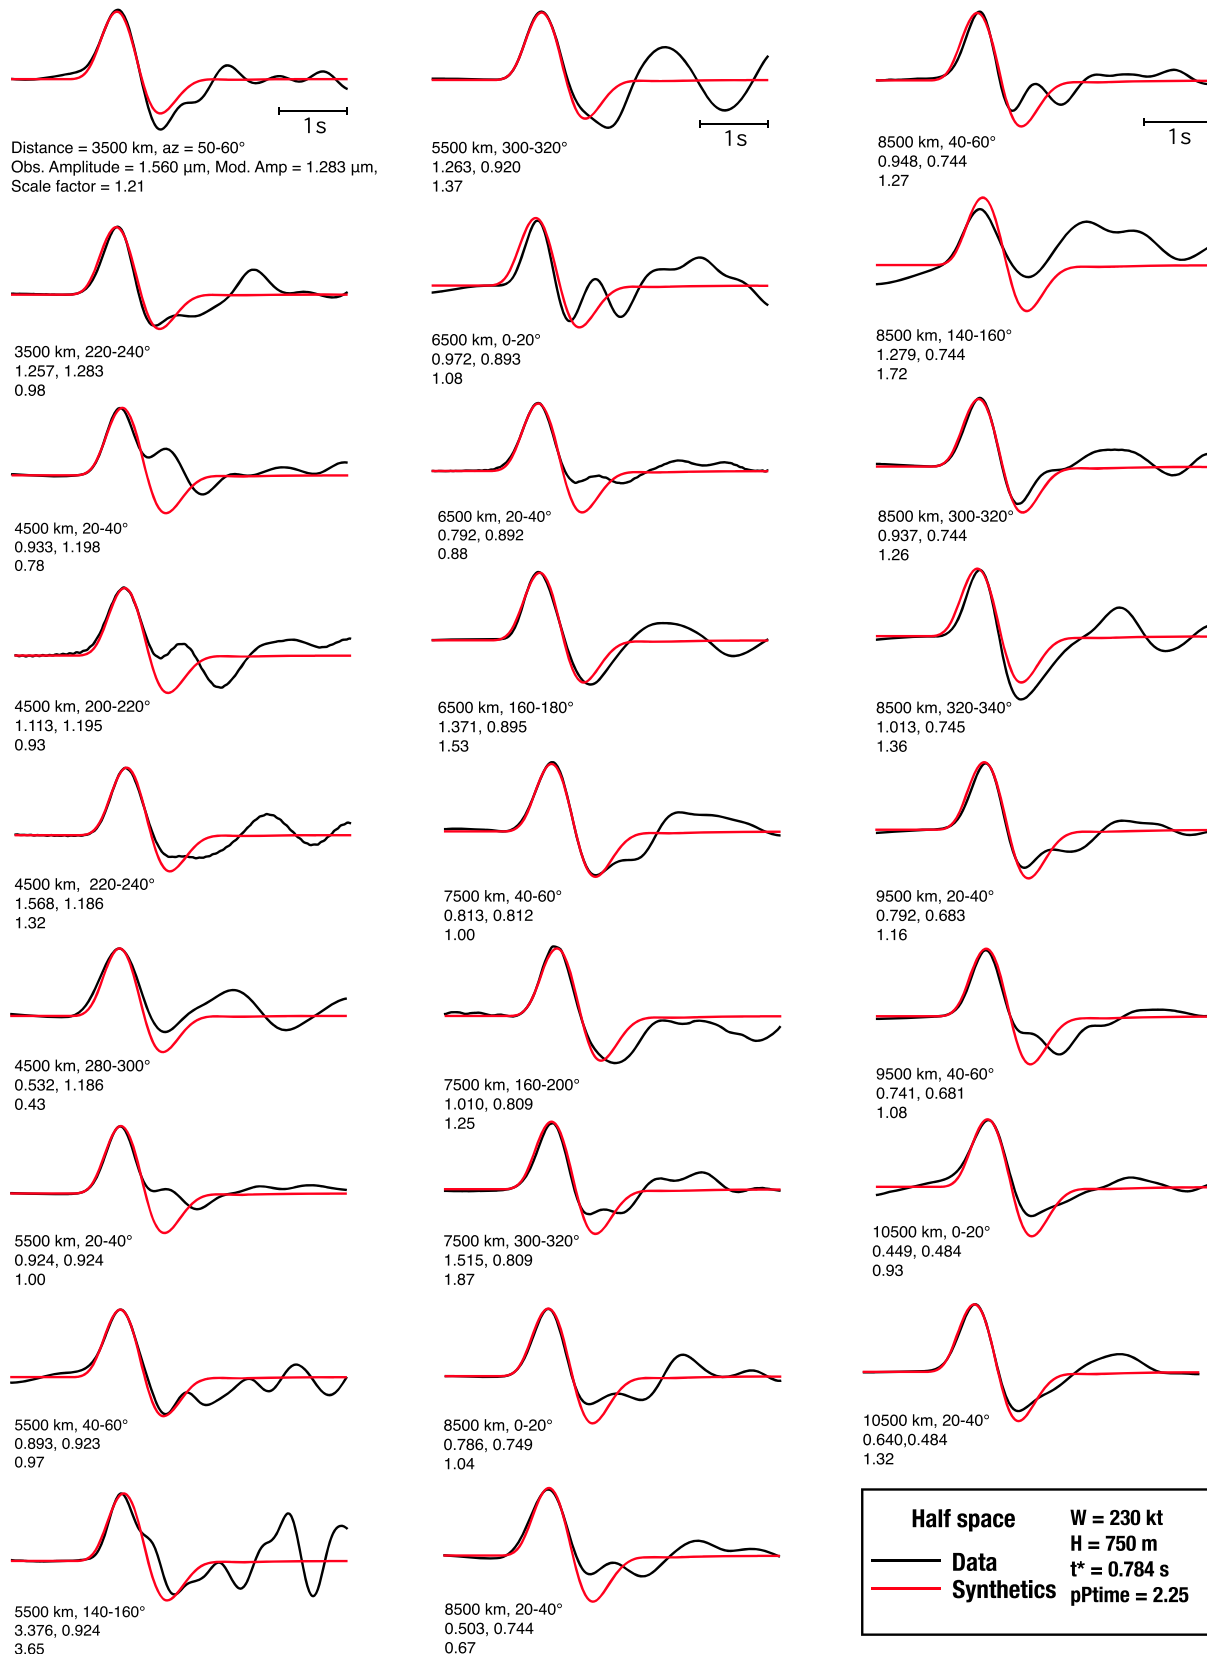 1s
Distance = 3500 km, az = 50-60°
Obs. Amplitude = 1.560 µm, Mod. Amp = 1.283 µm,
Scale factor = 1.21
3500 km, 220-240°
1.257, 1.283
0.98
4500 km, 20-40°
0.933, 1.198
0.78
4500 km, 200-220°
1.113, 1.195
0.93
4500 km, 220-240°
1.568, 1.186
1.32
4500 km, 280-300°
0.532, 1.186
0.43
5500 km, 20-40°
0.924, 0.924
1.00
5500 km, 40-60°
0.893, 0.923
0.97
5500 km, 140-160°
3.376, 0.924
3.65
1s
5500 km, 300-320°
1.263, 0.920
1.37
6500 km, 0-20°
0.972, 0.893
1.08
6500 km, 20-40°
0.792, 0.892
0.88
6500 km, 160-180°
1.371, 0.895
1.53
7500 km, 40-60°
0.813, 0.812
1.00
7500 km, 160-200°
1.010, 0.809
1.25
7500 km, 300-320°
1.515, 0.809
1.87
8500 km, 0-20°
0.786, 0.749
1.04
8500 km, 20-40°
0.503, 0.744
0.67
1s
8500 km, 40-60°
0.948, 0.744
1.27
8500 km, 140-160°
1.279, 0.744
1.72
8500 km, 300-320°
0.937, 0.744
1.26
8500 km, 320-340°
1.013, 0.745
1.36
9500 km, 20-40°
0.792, 0.683
1.16
9500 km, 40-60°
0.741, 0.681
1.08
10500 km, 0-20°
0.449, 0.484
0.93
10500 km, 20-40°
0.640,0.484
1.32
Half space
Data
Synthetics
W = 230 kt
H = 750 m
t* = 0.784 s
pPtime = 2.25